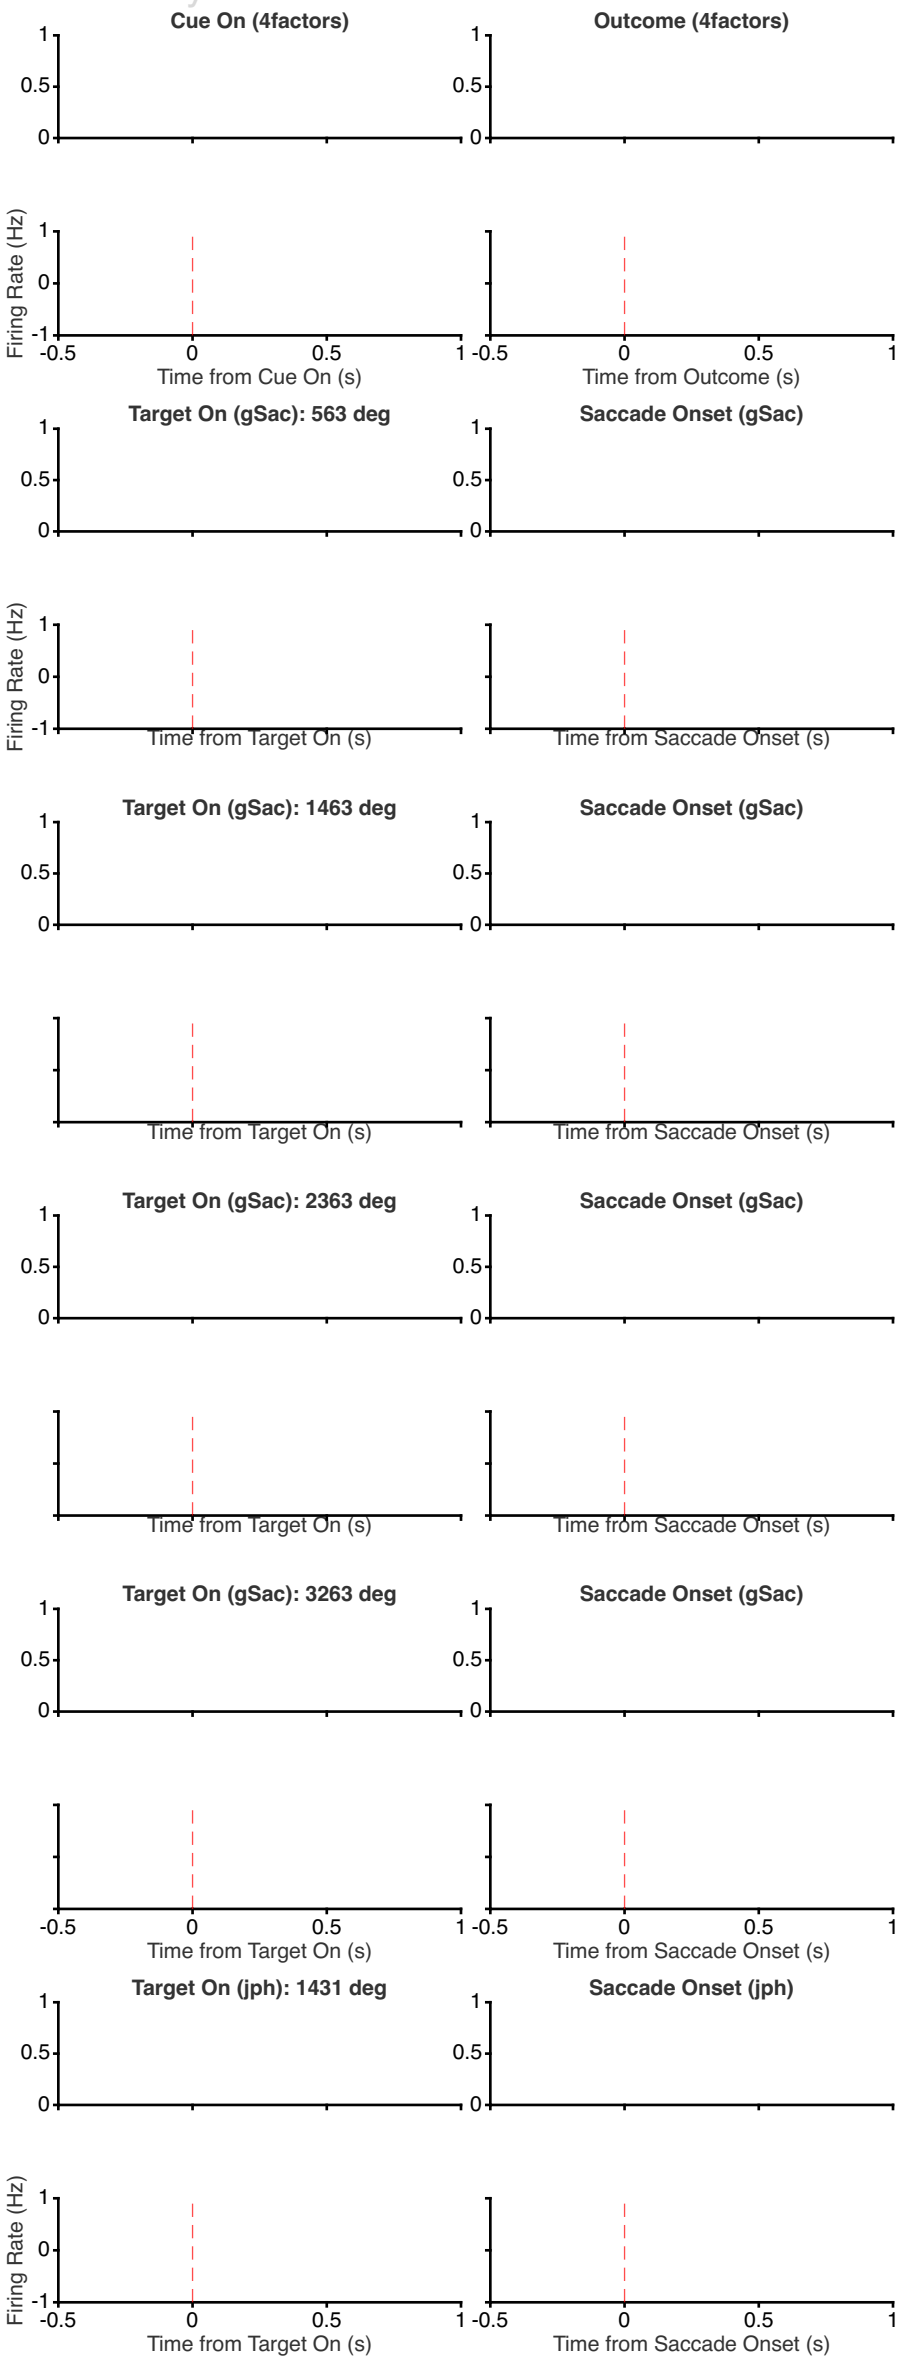 Cue On (4factors) Outcome (4factors)
1 1
0.5 0.5
0 0
Firing Rate (Hz)
1
0
-1
-0.5 0 0.5 1 -0.5 0 0.5 1
Time from Cue On (s) Time from Outcome (s)
Target On (gSac): 563 deg Saccade Onset (gSac)
1 1
0.5 0.5
0 0
Firing Rate (Hz)
1
0
-1
Time from Target On (s) Time from Saccade Onset (s)
Target On (gSac): 1463 deg Saccade Onset (gSac)
1 1
0.5 0.5
0 0
Time from Target On (s) Time from Saccade Onset (s)
Target On (gSac): 2363 deg Saccade Onset (gSac)
1 1
0.5 0.5
0 0
Time from Target On (s) Time from Saccade Onset (s)
Target On (gSac): 3263 deg Saccade Onset (gSac)
1 1
0.5 0.5
0 0
-0.5 0 0.5 1 -0.5 0 0.5 1
Time from Target On (s) Time from Saccade Onset (s)
Target On (jph): 1431 deg Saccade Onset (jph)
1 1
0.5 0.5
0 0
Firing Rate (Hz)
1
0
-1
-0.5 0 0.5 1 -0.5 0 0.5 1
Time from Target On (s) Time from Saccade Onset (s)